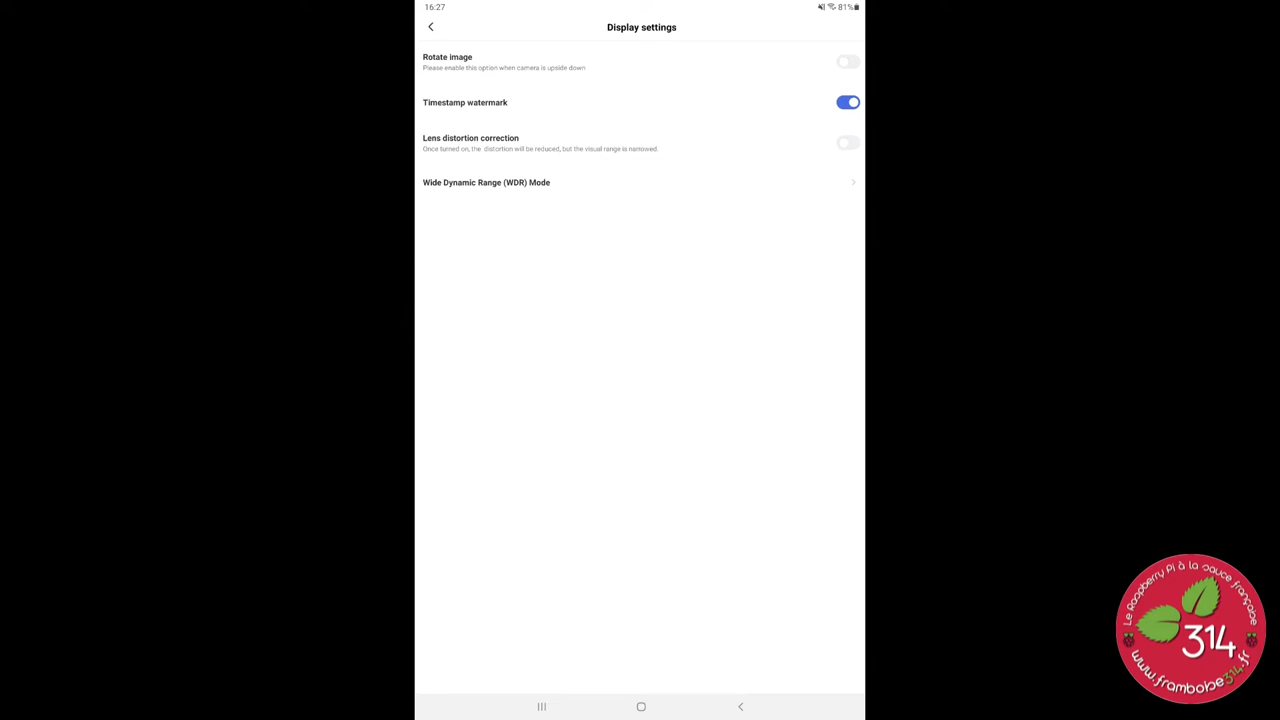 16:27
81%
Display settings
Rotate image
Please enable this option when camera is upside down
Timestamp watermark
Lens distortion correction
Once turned on, the distortion will be reduced, but the visual range is narrowed.
Wide Dynamic Range (WDR) Mode
Le Raspberry Pi à la sauce française
314
www.framboise314.fr